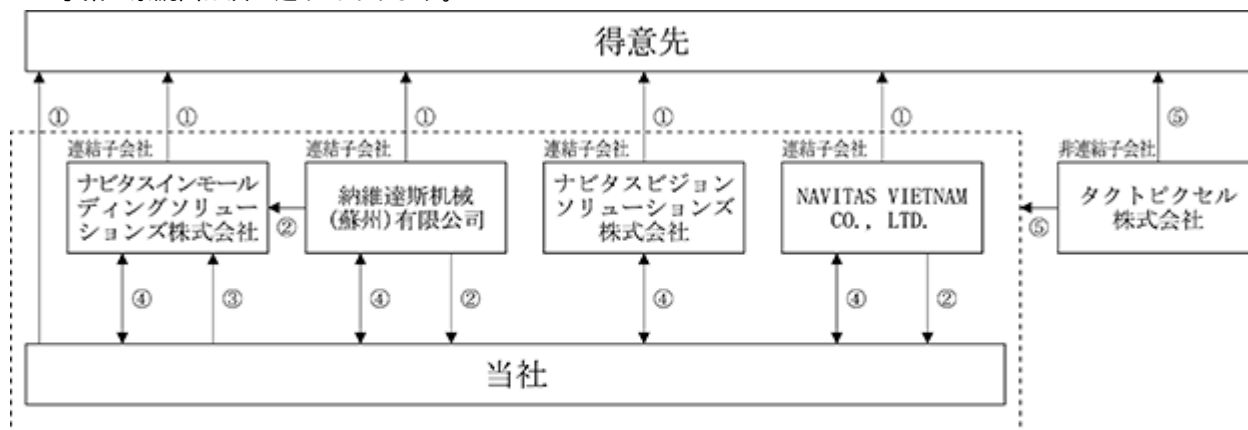 得意先
①
①
①
①
①
⑤
連結子会社
連結子会社
連結子会社
連結子会社
非連結子会社
ナビタスインモール
ディングソリュー
ションズ株式会社
②
納維達斯机械
(蘇州)有限公司
ナビタスビジョン
ソリューションズ
株式会社
NAVITAS VIETNAM
CO., LTD.
⑤
タクトピクセル
株式会社
④
③
④
②
④
④
②
当社